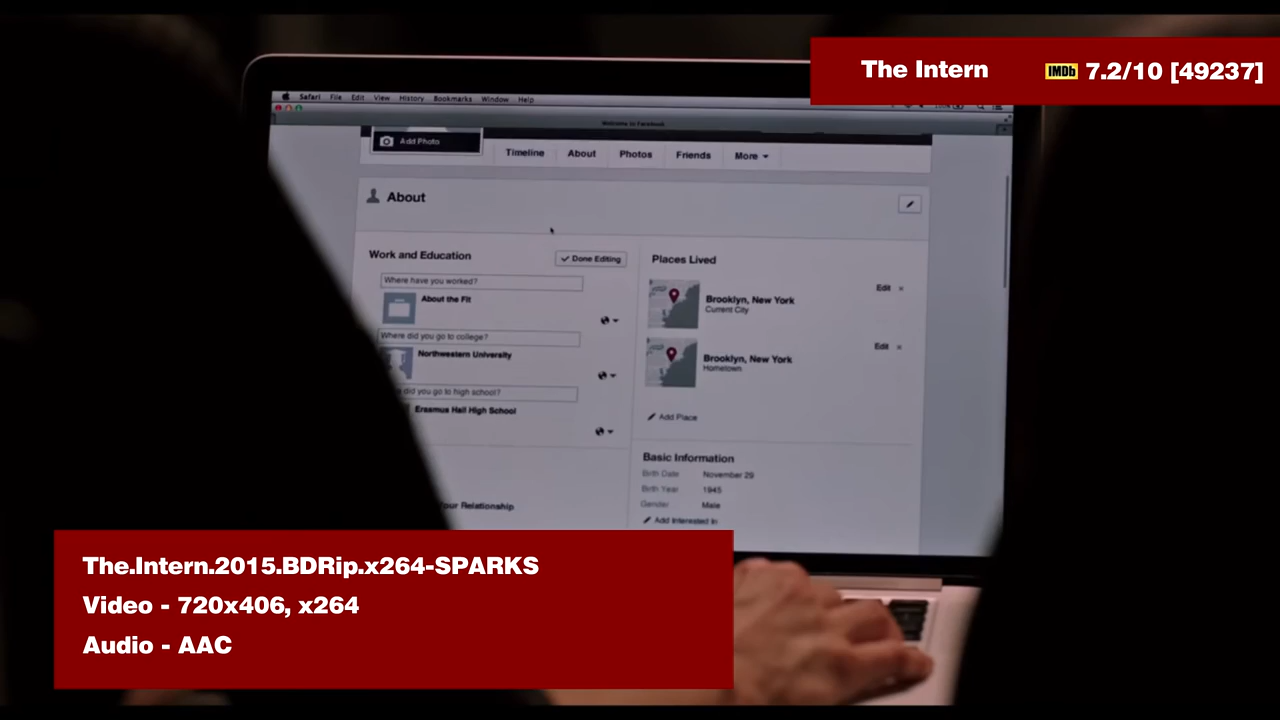 The Intern
IMDb 7.2/10 [49237]
Safari File Edit View History Bookmarks Window Help
Welcome to Facebook
Add Photo
Timeline About Photos Friends More
About
Work and Education
Done Editing
Where have you worked?
About the Fit
Where did you go to college?
Northwestern University
did you go to high school?
Erasmus Hall High School
Your Relationship
Places Lived
Brooklyn, New York
Current City
Edit ×
Brooklyn, New York
Hometown
Edit ×
Add Place
Basic Information
Birth Date November 29
Birth Year 1945
Gender Male
Add Interested In
The.Intern.2015.BDRip.x264-SPARKS
Video - 720x406, x264
Audio - AAC